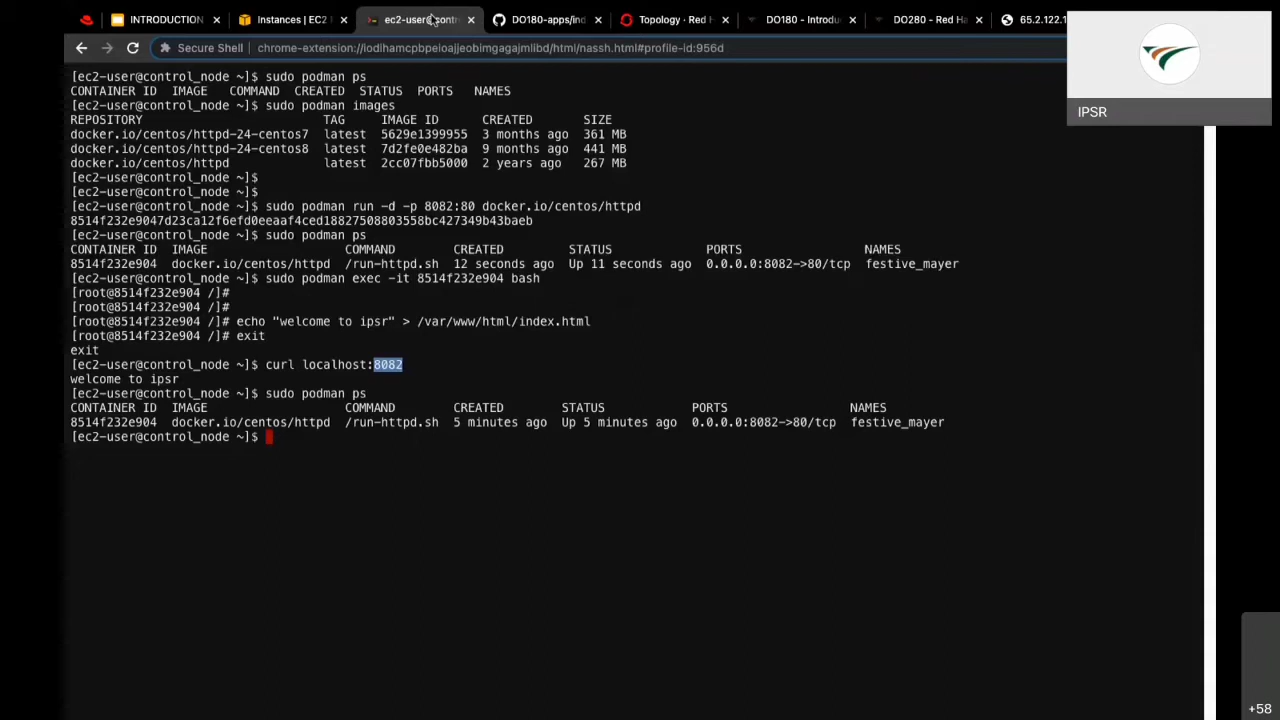 INTRODUCTION
Instances | EC2
ec2-user@contr
DO180-apps/ind
Topology · Red H
DO180 - Introdu
DO280 - Red Ha
65.2.122.1
Secure Shell | chrome-extension://iodihamcpbpeioajjeobimgagajmlibd/html/nassh.html#profile-id:956d
IPSR
[ec2-user@control_node ~]$ sudo podman ps
CONTAINER ID IMAGE COMMAND CREATED STATUS PORTS NAMES
[ec2-user@control_node ~]$ sudo podman images
REPOSITORY TAG IMAGE ID CREATED SIZE
docker.io/centos/httpd-24-centos7 latest 5629e1399955 3 months ago 361 MB
docker.io/centos/httpd-24-centos8 latest 7d2fe0e482ba 9 months ago 441 MB
docker.io/centos/httpd latest 2cc07fbb5000 2 years ago 267 MB
[ec2-user@control_node ~]$
[ec2-user@control_node ~]$
[ec2-user@control_node ~]$ sudo podman run -d -p 8082:80 docker.io/centos/httpd
8514f232e9047d23ca12f6efd0eeaaf4ced18827508803558bc427349b43baeb
[ec2-user@control_node ~]$ sudo podman ps
CONTAINER ID IMAGE COMMAND CREATED STATUS PORTS NAMES
8514f232e904 docker.io/centos/httpd /run-httpd.sh 12 seconds ago Up 11 seconds ago 0.0.0.0:8082->80/tcp festive_mayer
[ec2-user@control_node ~]$ sudo podman exec -it 8514f232e904 bash
[root@8514f232e904 /]#
[root@8514f232e904 /]#
[root@8514f232e904 /]# echo "welcome to ipsr" > /var/www/html/index.html
[root@8514f232e904 /]# exit
exit
[ec2-user@control_node ~]$ curl localhost:8082
welcome to ipsr
[ec2-user@control_node ~]$ sudo podman ps
CONTAINER ID IMAGE COMMAND CREATED STATUS PORTS NAMES
8514f232e904 docker.io/centos/httpd /run-httpd.sh 5 minutes ago Up 5 minutes ago 0.0.0.0:8082->80/tcp festive_mayer
[ec2-user@control_node ~]$
+58